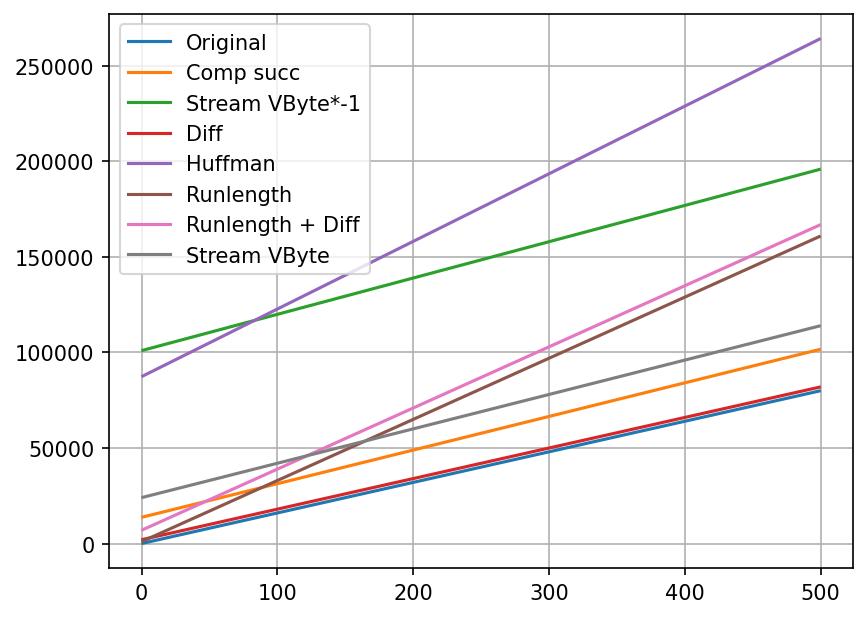 Original
Comp succ
Stream VByte*-1
Diff
Huffman
Runlength
Runlength + Diff
Stream VByte
250000
200000
150000
100000
50000
0
0 100 200 300 400 500